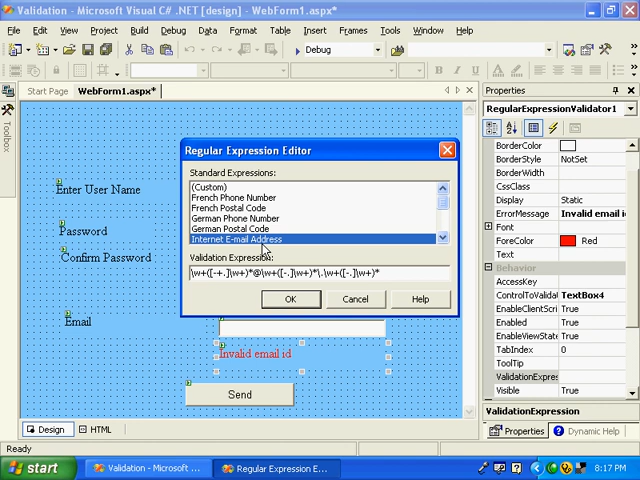 Validation - Microsoft Visual C# .NET [design] - WebForm1.aspx*
File Edit View Project Build Debug Data Format Table Insert Frames Tools
Debug
Start Page WebForm1.aspx*
Toolbox
Enter User Name
Password
Confirm Password
Email
Invalid email id
Send
Regular Expression Editor
Standard Expressions:
(Custom)
French Phone Number
French Postal Code
German Phone Number
German Postal Code
Internet E-mail Address
Validation Expression:
\w+([-+.]\w+)*@\w+([-.]\w+)*\.\w+([-.]\w+)*
OK Cancel Help
Properties
RegularExpressionValidator1
BorderColor
BorderStyle NotSet
BorderWidth
CssClass
Display Static
ErrorMessage Invalid email id
Font
ForeColor Red
Text
Behavior
AccessKey
ControlToValidat TextBox4
EnableClientScri True
Enabled True
EnableViewState True
TabIndex 0
ToolTip
ValidationExpres
Visible True
ValidationExpression
Properties Dynamic Help
Design HTML
Ready
start Validation - Microsoft ... Regular Expression E... 8:17 PM